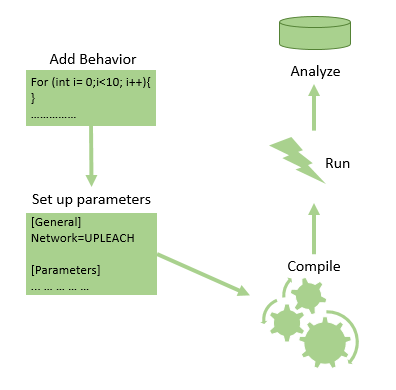 Add Behavior
For (int i= 0;i<10; i++){
}
...............
Set up parameters
[General]
Network=UPLEACH
[Parameters]
... ... ... ... ...
Compile
Run
Analyze